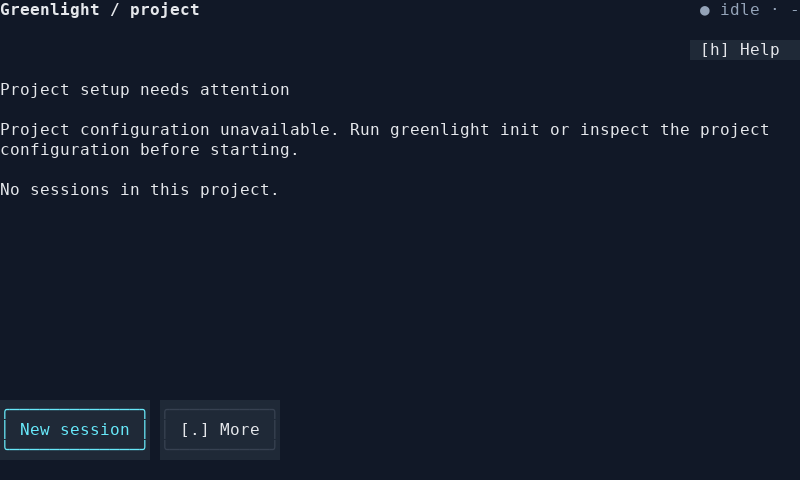 Greenlight / project
● idle · -
[h] Help
Project setup needs attention
Project configuration unavailable. Run greenlight init or inspect the project
configuration before starting.
No sessions in this project.
New session
[.] More